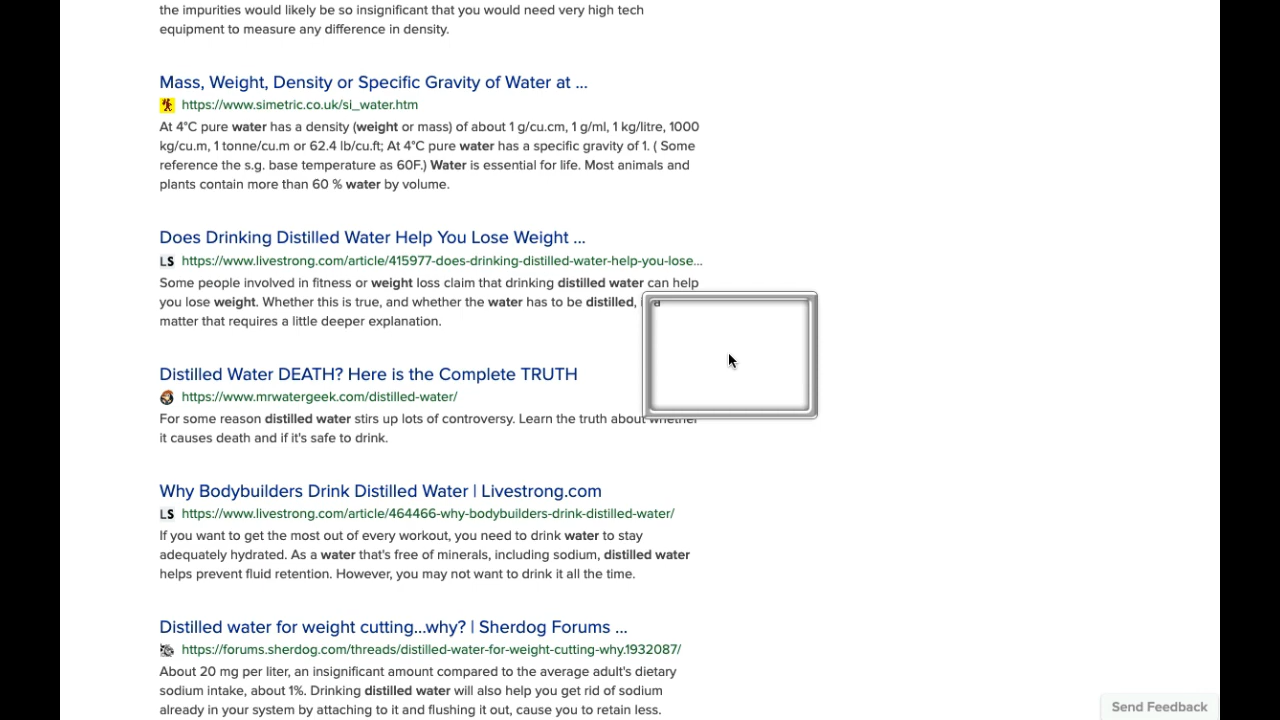 the impurities would likely be so insignificant that you would need very high tech
equipment to measure any difference in density.
Mass, Weight, Density or Specific Gravity of Water at ...
https://www.simetric.co.uk/si_water.htm
At 4°C pure water has a density (weight or mass) of about 1 g/cu.cm, 1 g/ml, 1 kg/litre, 1000
kg/cu.m, 1 tonne/cu.m or 62.4 lb/cu.ft; At 4°C pure water has a specific gravity of 1. ( Some
reference the s.g. base temperature as 60F.) Water is essential for life. Most animals and
plants contain more than 60 % water by volume.
Does Drinking Distilled Water Help You Lose Weight ...
LS https://www.livestrong.com/article/415977-does-drinking-distilled-water-help-you-lose...
Some people involved in fitness or weight loss claim that drinking distilled water can help
you lose weight. Whether this is true, and whether the water has to be distilled, a
matter that requires a little deeper explanation.
Distilled Water DEATH? Here is the Complete TRUTH
https://www.mrwatergeek.com/distilled-water/
For some reason distilled water stirs up lots of controversy. Learn the truth about whether
it causes death and if it's safe to drink.
Why Bodybuilders Drink Distilled Water | Livestrong.com
LS https://www.livestrong.com/article/464466-why-bodybuilders-drink-distilled-water/
If you want to get the most out of every workout, you need to drink water to stay
adequately hydrated. As a water that's free of minerals, including sodium, distilled water
helps prevent fluid retention. However, you may not want to drink it all the time.
Distilled water for weight cutting...why? | Sherdog Forums ...
https://forums.sherdog.com/threads/distilled-water-for-weight-cutting-why.1932087/
About 20 mg per liter, an insignificant amount compared to the average adult's dietary
sodium intake, about 1%. Drinking distilled water will also help you get rid of sodium
already in your system by attaching to it and flushing it out, cause you to retain less.
Send Feedback